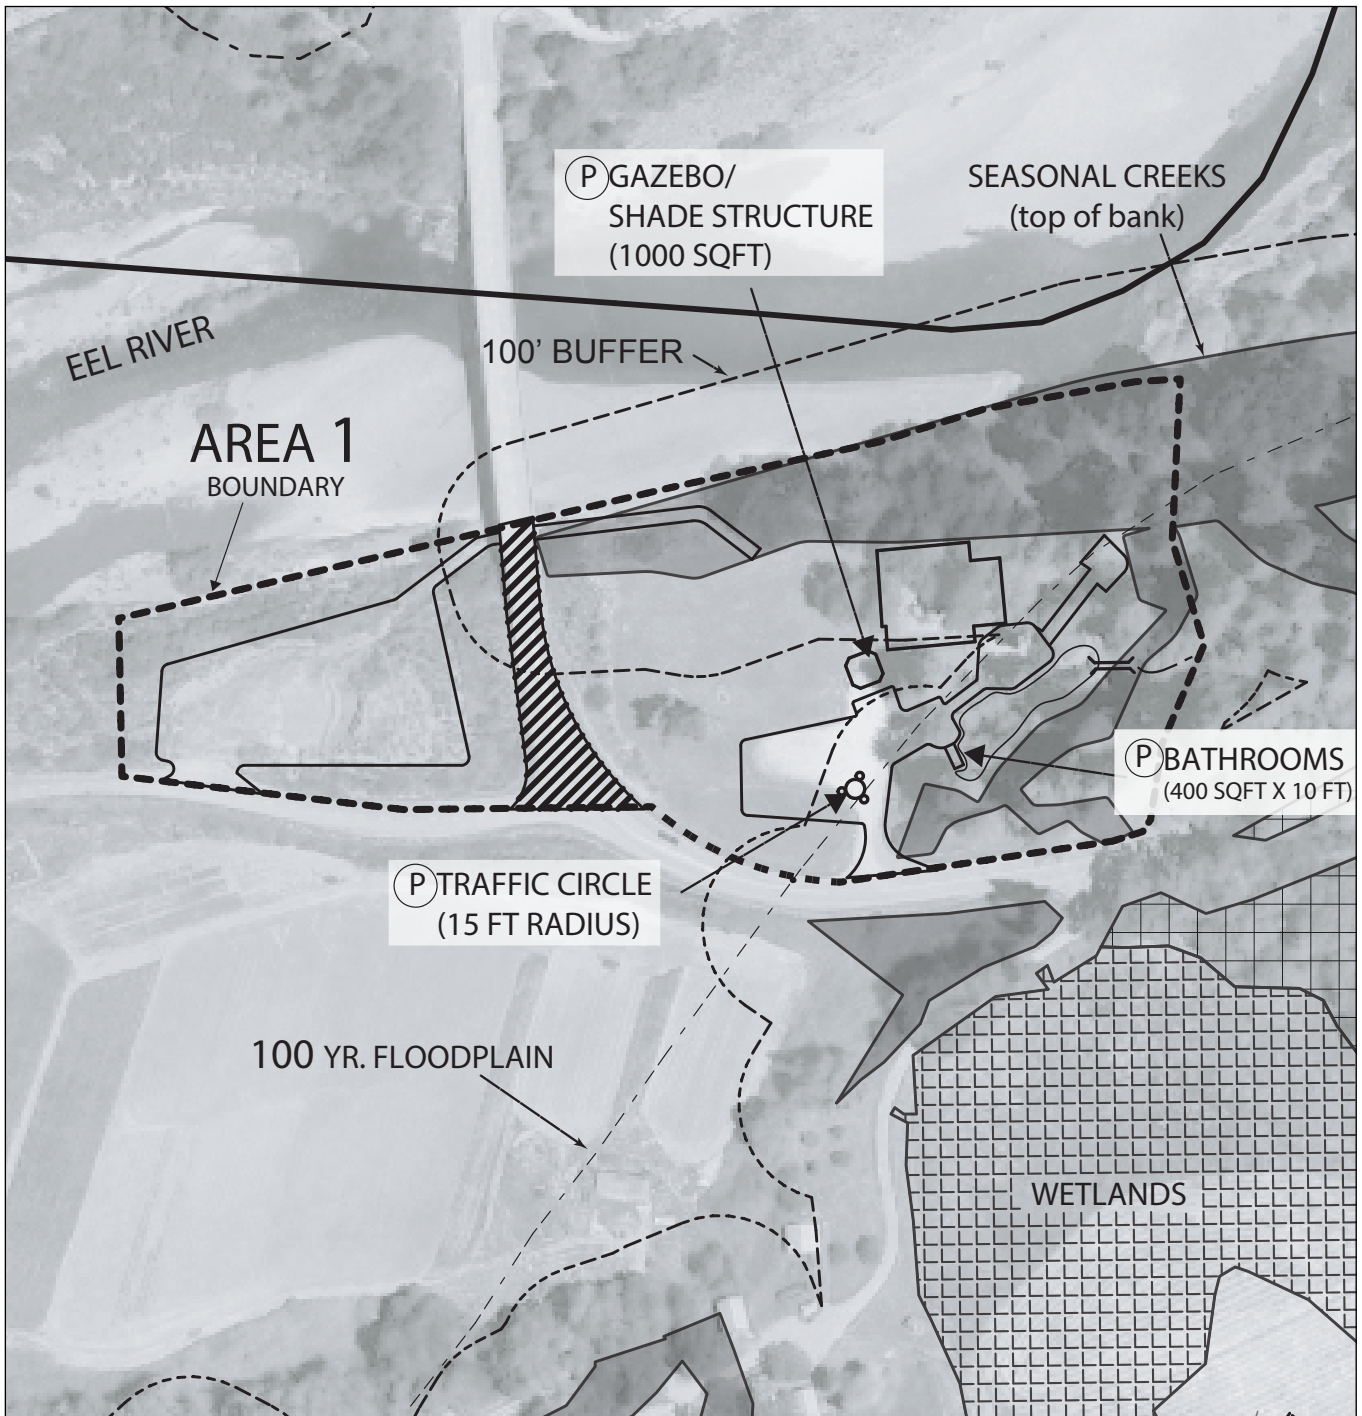 P GAZEBO/
SHADE STRUCTURE
(1000 SQFT)
SEASONAL CREEKS
(top of bank)
EEL RIVER
100' BUFFER
AREA 1
BOUNDARY
P BATHROOMS
(400 SQFT X 10 FT)
P TRAFFIC CIRCLE
(15 FT RADIUS)
100 YR. FLOODPLAIN
WETLANDS